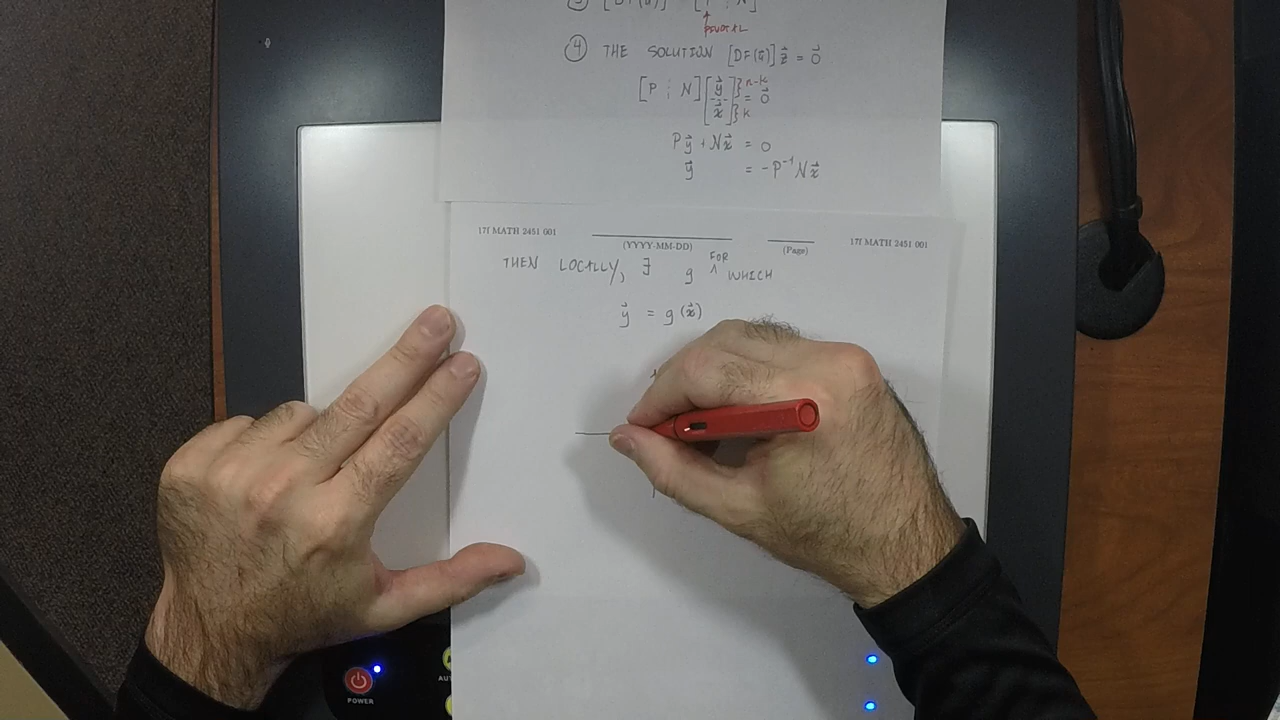 PIVOTAL
④ THE SOLUTION [DF(a⃗)] z⃗ = 0⃗
[P ⋮ N] [y⃗ x⃗] }n-k }k = 0⃗
Py⃗ + Nx⃗ = 0
y⃗ = -P⁻¹Nx⃗
17f MATH 2451 001 (YYYY-MM-DD) (Page) 17f MATH 2451 001
THEN LOCALLY, ∃ g FOR WHICH
y⃗ = g(x⃗)
POWER